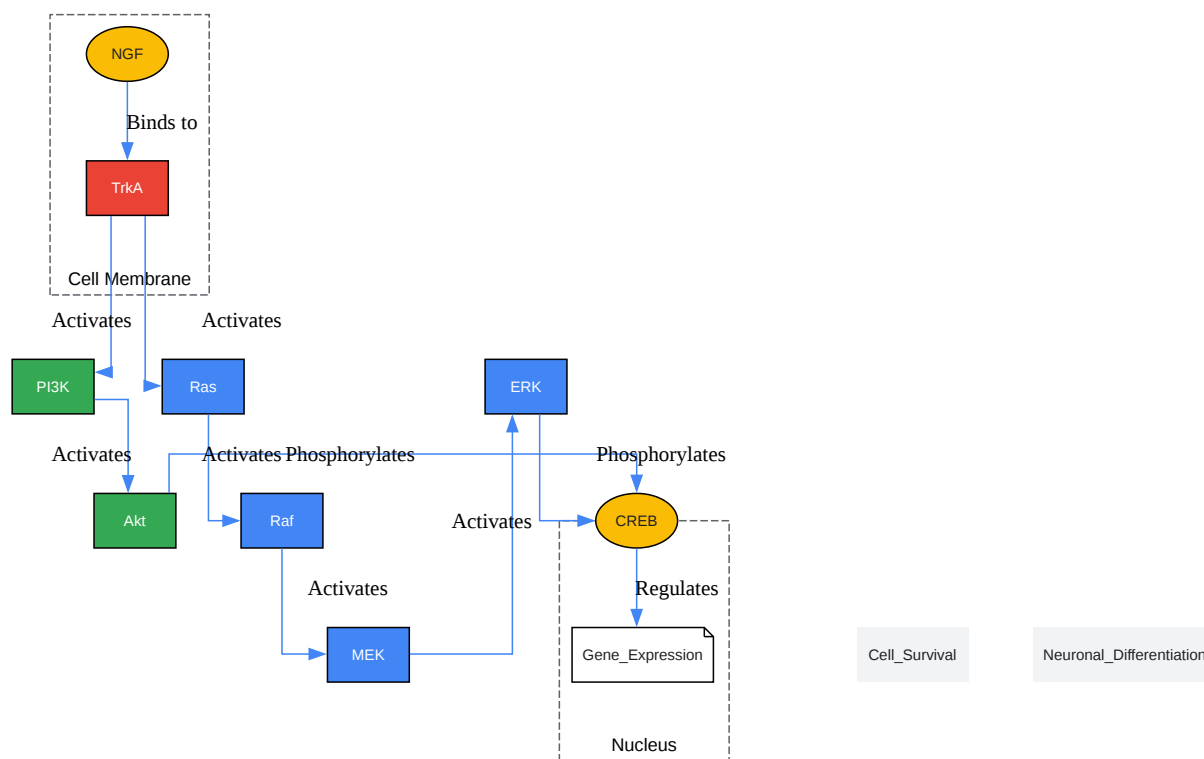 NGF
Binds to
TrkA
Cell Membrane
Activates
Activates
PI3K
Ras
ERK
Activates
Activates
Phosphorylates
Phosphorylates
Akt
Raf
Activates
CREB
Activates
Regulates
MEK
Gene_Expression
Cell_Survival
Neuronal_Differentiation
Nucleus